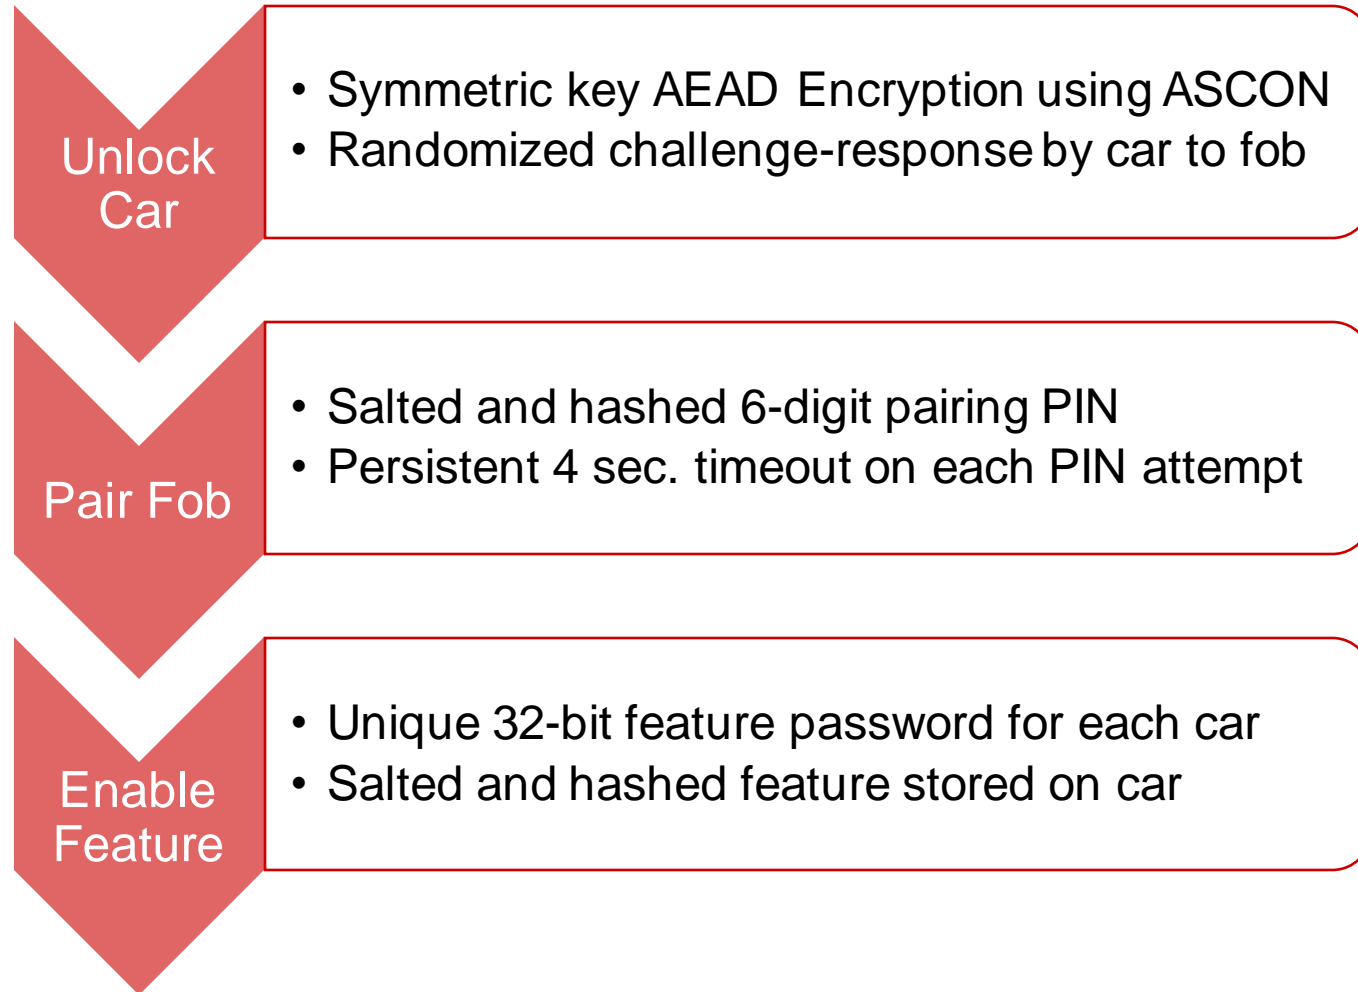 Unlock
Car
• Symmetric key AEAD Encryption using ASCON
• Randomized challenge-response by car to fob
Pair Fob
• Salted and hashed 6-digit pairing PIN
• Persistent 4 sec. timeout on each PIN attempt
Enable
Feature
• Unique 32-bit feature password for each car
• Salted and hashed feature stored on car